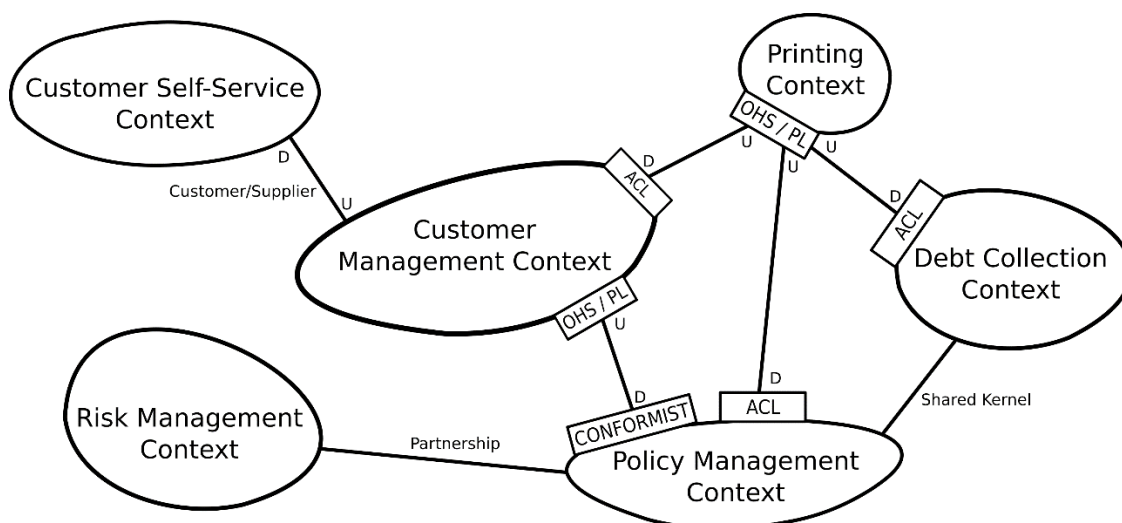 Customer Self-Service
Context
D
Customer/Supplier
U
Printing
Context
OHS / PL
U
U
U
D
ACL
Customer
Management Context
OHS / PL
U
D
ACL
Debt Collection
Context
Shared Kernel
Risk Management
Context
Partnership
D
CONFORMIST
D
ACL
Policy Management
Context